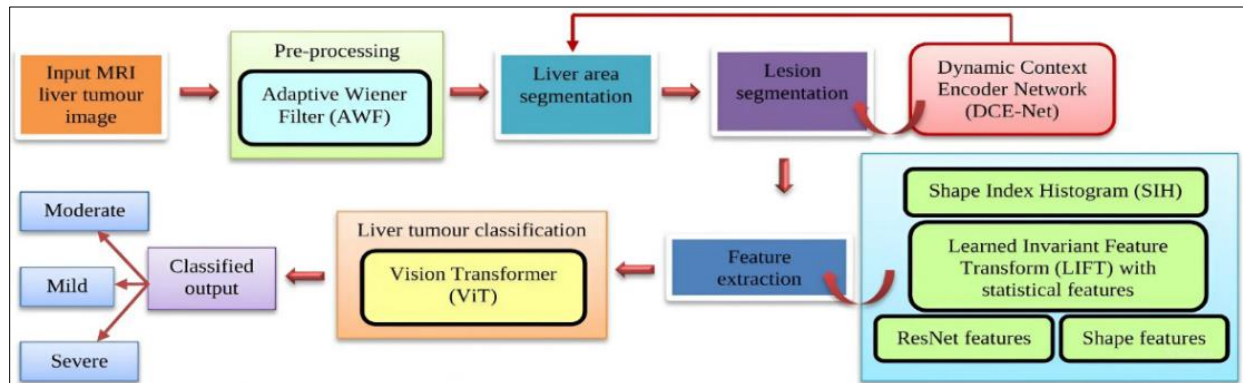 Input MRI
liver tumour
image
Pre-processing
Adaptive Wiener
Filter (AWF)
Liver area
segmentation
Lesion
segmentation
Dynamic Context
Encoder Network
(DCE-Net)
Shape Index Histogram (SIH)
Learned Invariant Feature
Transform (LIFT) with
statistical features
ResNet features
Shape features
Feature
extraction
Liver tumour classification
Vision Transformer
(ViT)
Classified
output
Moderate
Mild
Severe